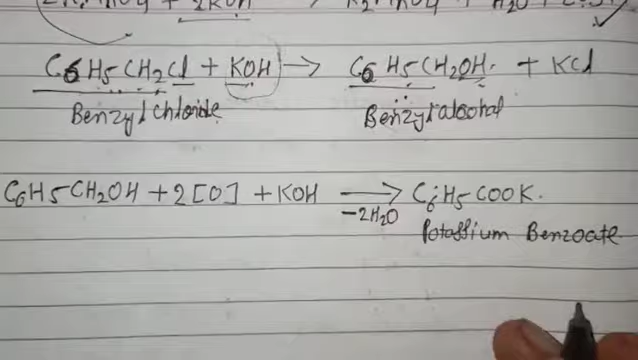 C6H5CH2Cl + KOH → C6H5CH2OH. + KCl
Benzyl chloride Benzyl alcohol
C6H5CH2OH + 2[O] + KOH → C6H5COOK.
-2H2O
Potassium Benzoate